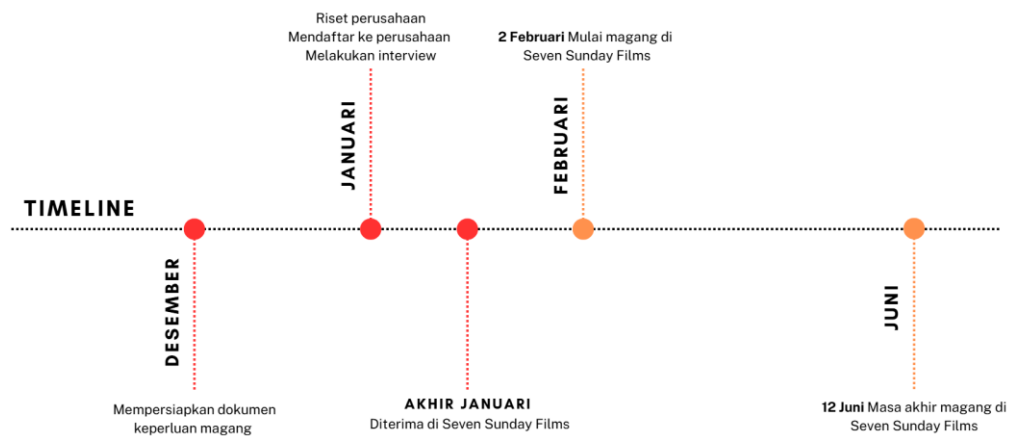 TIMELINE
DESEMBER
Mempersiapkan dokumen
keperluan magang
Riset perusahaan
Mendaftar ke perusahaan
Melakukan interview
JANUARI
AKHIR JANUARI
Diterima di Seven Sunday Films
2 Februari Mulai magang di
Seven Sunday Films
FEBRUARI
JUNI
12 Juni Masa akhir magang di
Seven Sunday Films